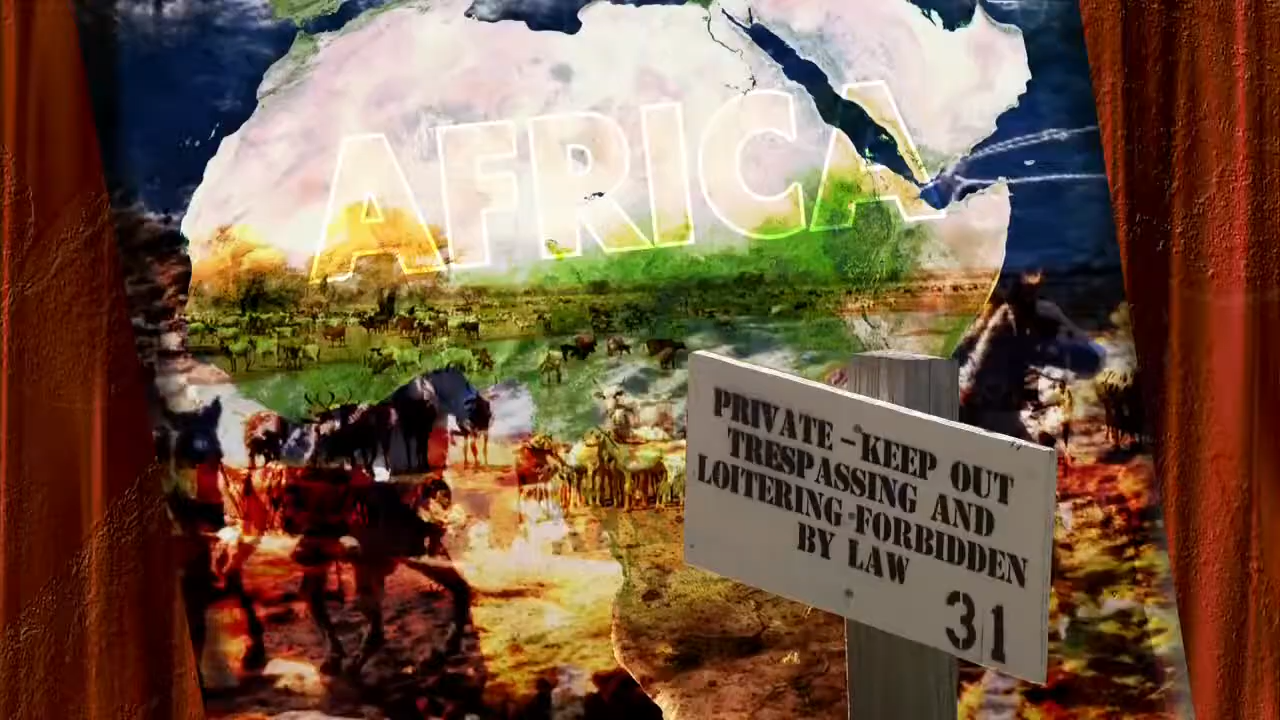 AFRICA
PRIVATE - KEEP OUT
TRESPASSING AND
LOITERING FORBIDDEN
BY LAW
31